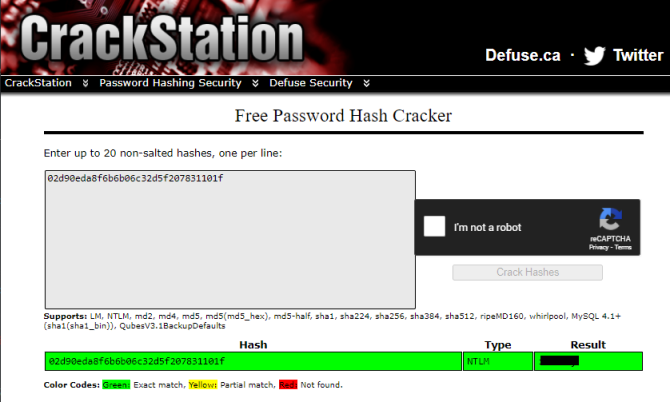 CrackStation
Defuse.ca · Twitter
CrackStation Password Hashing Security Defuse Security
Free Password Hash Cracker
Enter up to 20 non-salted hashes, one per line:
02d90eda8f6b6b06c32d5f207831101f
I'm not a robot
reCAPTCHA
Privacy - Terms
Crack Hashes
Supports: LM, NTLM, md2, md4, md5, md5(md5_hex), md5-half, sha1, sha224, sha256, sha384, sha512, ripeMD160, whirlpool, MySQL 4.1+
(sha1(sha1_bin)), QubesV3.1BackupDefaults
Hash Type Result
02d90eda8f6b6b06c32d5f207831101f NTLM
Color Codes: Green: Exact match, Yellow: Partial match, Red: Not found.